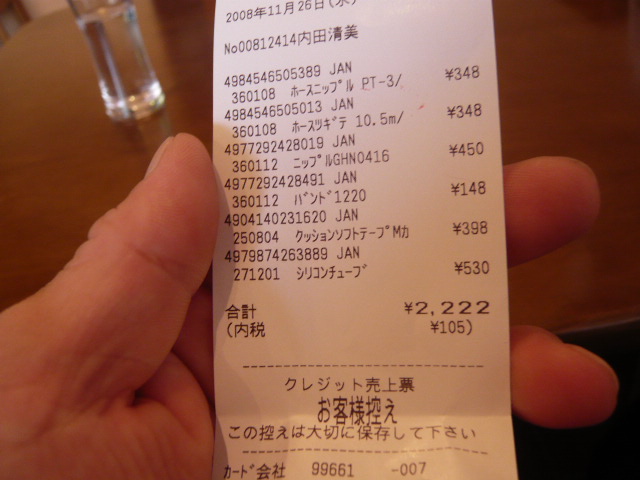 2008年11月26日(水)
No00812414内田清美
4984546505389 JAN
360108 ホースニップル PT-3/ ¥348
4984546505013 JAN
360108 ホースツギテ 10.5m/ ¥348
4977292428019 JAN
360112 ニップルGHN0416 ¥450
4977292428491 JAN
360112 バンド1220 ¥148
4904140231620 JAN
250804 クッションソフトテープMカ ¥398
4979874263889 JAN
271201 シリコンチューブ ¥530
合計 ¥2,222
(内税 ¥105)
クレジット売上票
お客様控え
この控えは大切に保存して下さい
カード会社 99661 -007